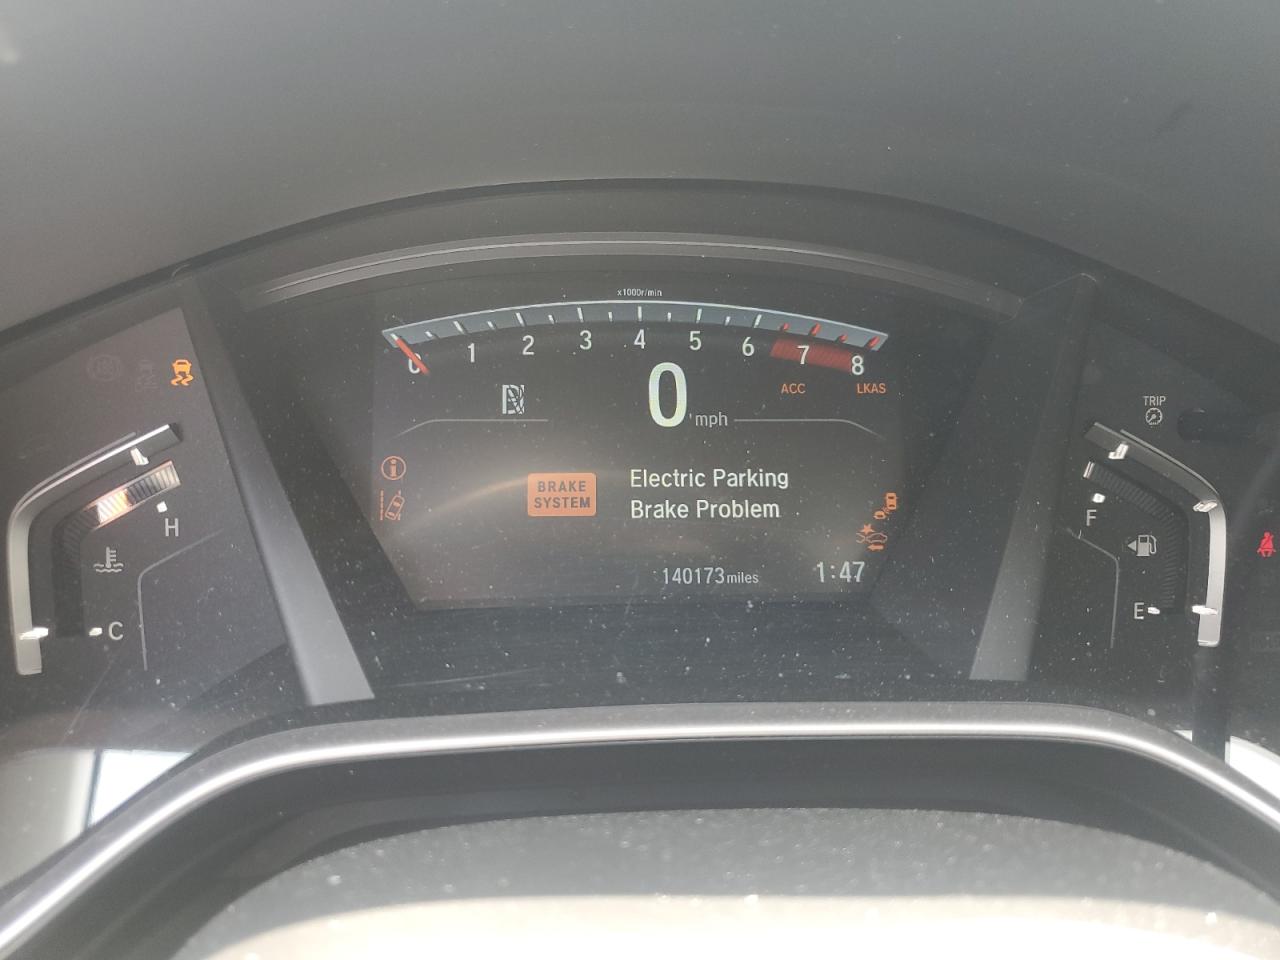 x1000r/min
0 1 2 3 4 5 6 7 8
0 mph
ACC LKAS
TRIP
BRAKE
SYSTEM
Electric Parking
Brake Problem
140173 miles
1:47
H
C
F
E